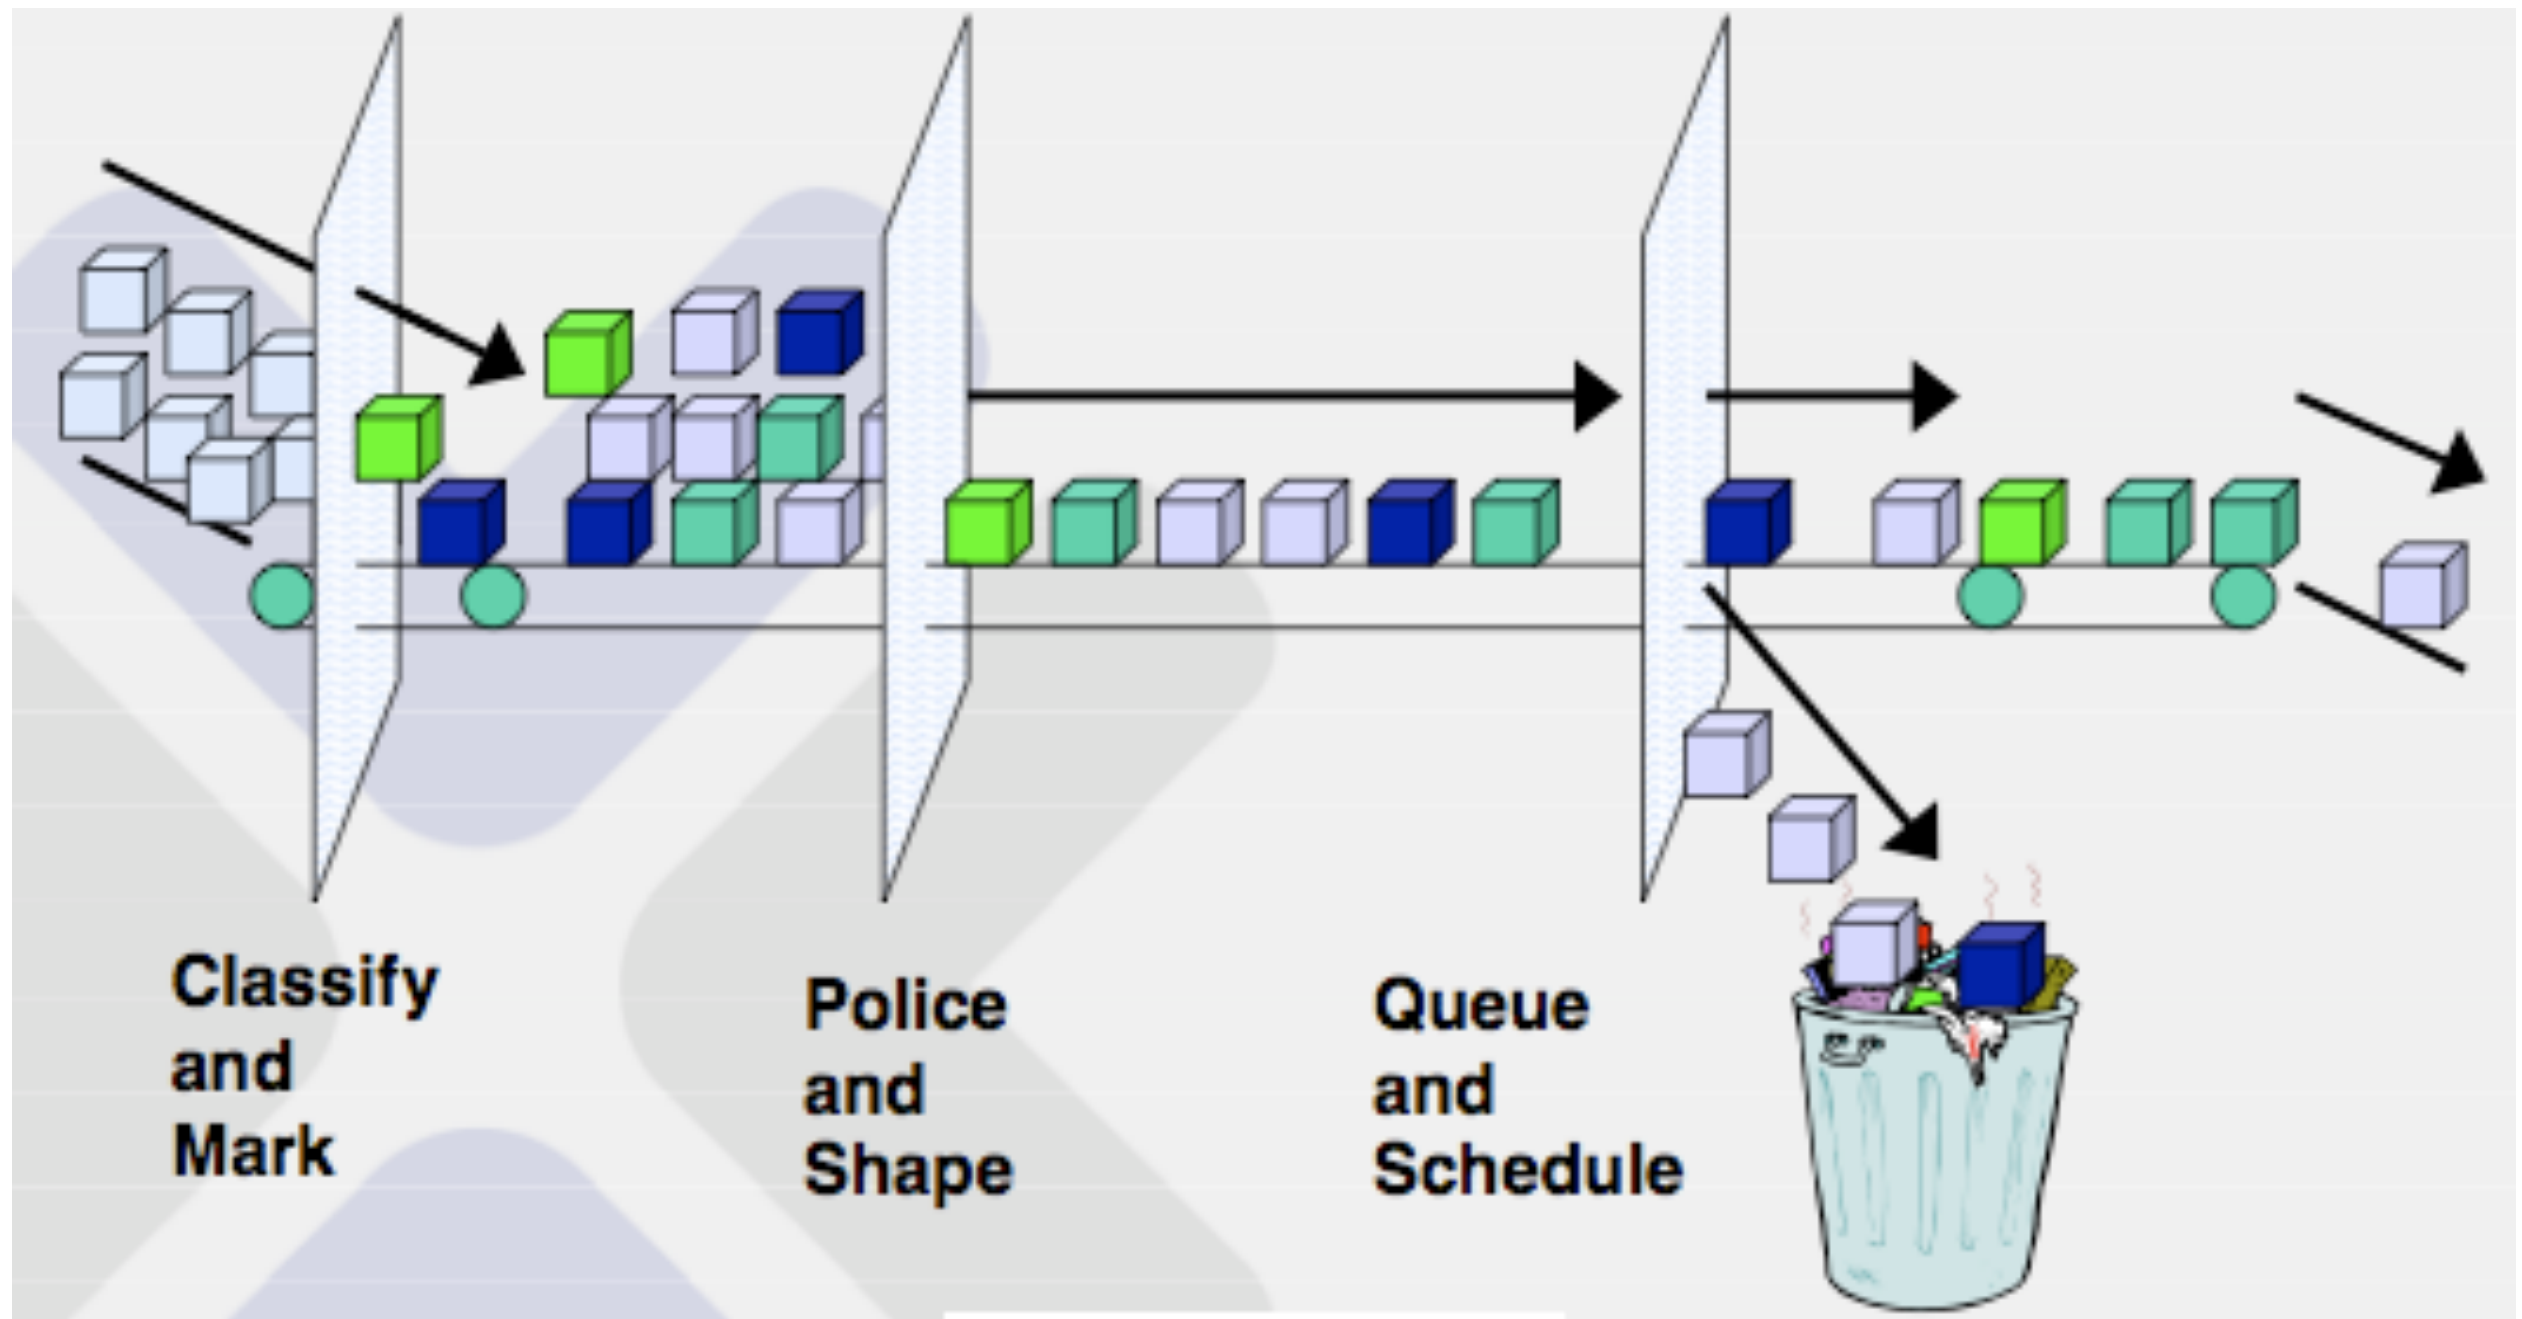 Classify
and
Mark
Police
and
Shape
Queue
and
Schedule